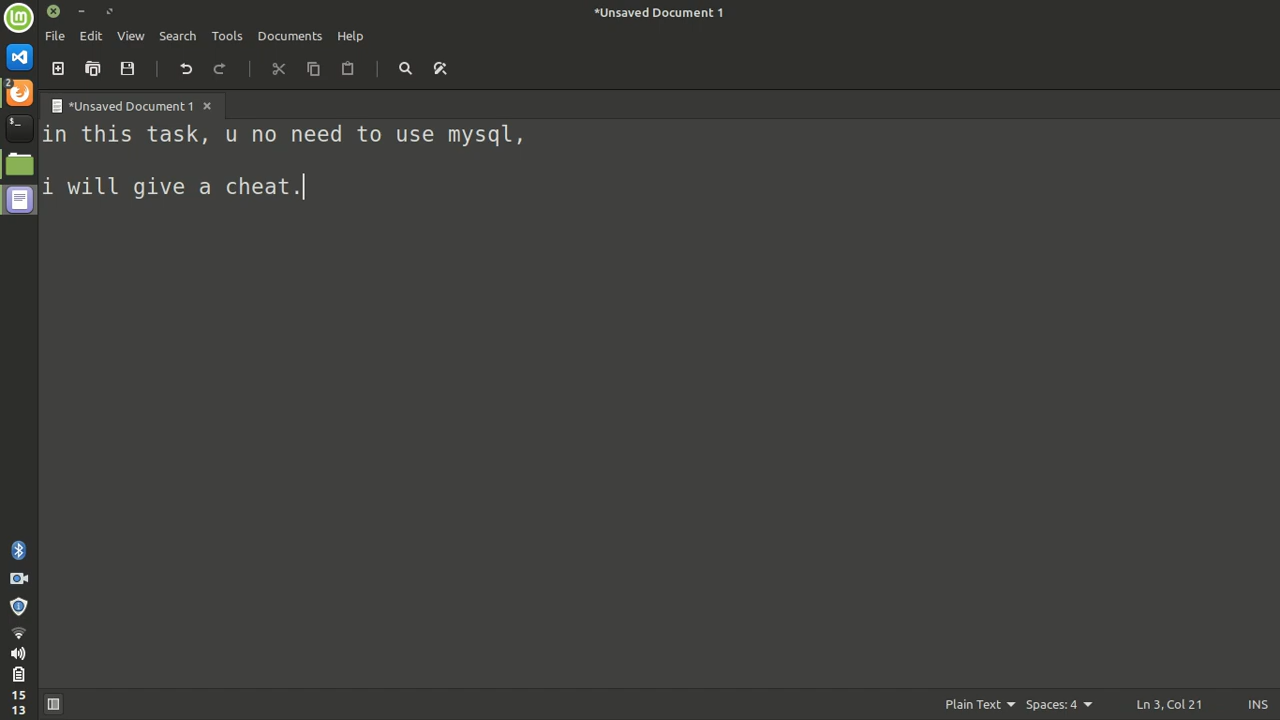 *Unsaved Document 1
File Edit View Search Tools Documents Help
*Unsaved Document 1
in this task, u no need to use mysql,
i will give a cheat.
2
$_
15
13
Plain Text Spaces: 4 Ln 3, Col 21 INS